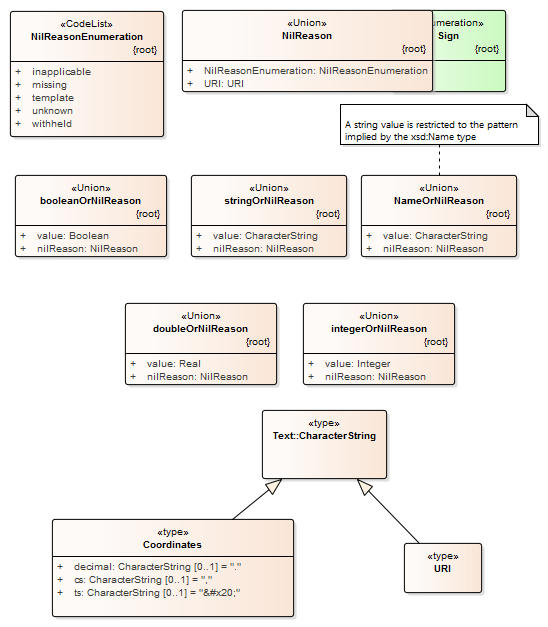 «CodeList»
NilReasonEnumeration
{root}
+ inapplicable
+ missing
+ template
+ unknown
+ withheld
«Union»
NilReason
{root}
+ NilReasonEnumeration: NilReasonEnumeration
+ URI: URI
umeration»
Sign
{root}
A string value is restricted to the pattern
implied by the xsd:Name type
«Union»
booleanOrNilReason
{root}
+ value: Boolean
+ nilReason: NilReason
«Union»
stringOrNilReason
{root}
+ value: CharacterString
+ nilReason: NilReason
«Union»
NameOrNilReason
{root}
+ value: CharacterString
+ nilReason: NilReason
«Union»
doubleOrNilReason
{root}
+ value: Real
+ nilReason: NilReason
«Union»
integerOrNilReason
{root}
+ value: Integer
+ nilReason: NilReason
«type»
Text::CharacterString
«type»
Coordinates
+ decimal: CharacterString [0..1] = "."
+ cs: CharacterString [0..1] = ","
+ ts: CharacterString [0..1] = "&#x20;"
«type»
URI